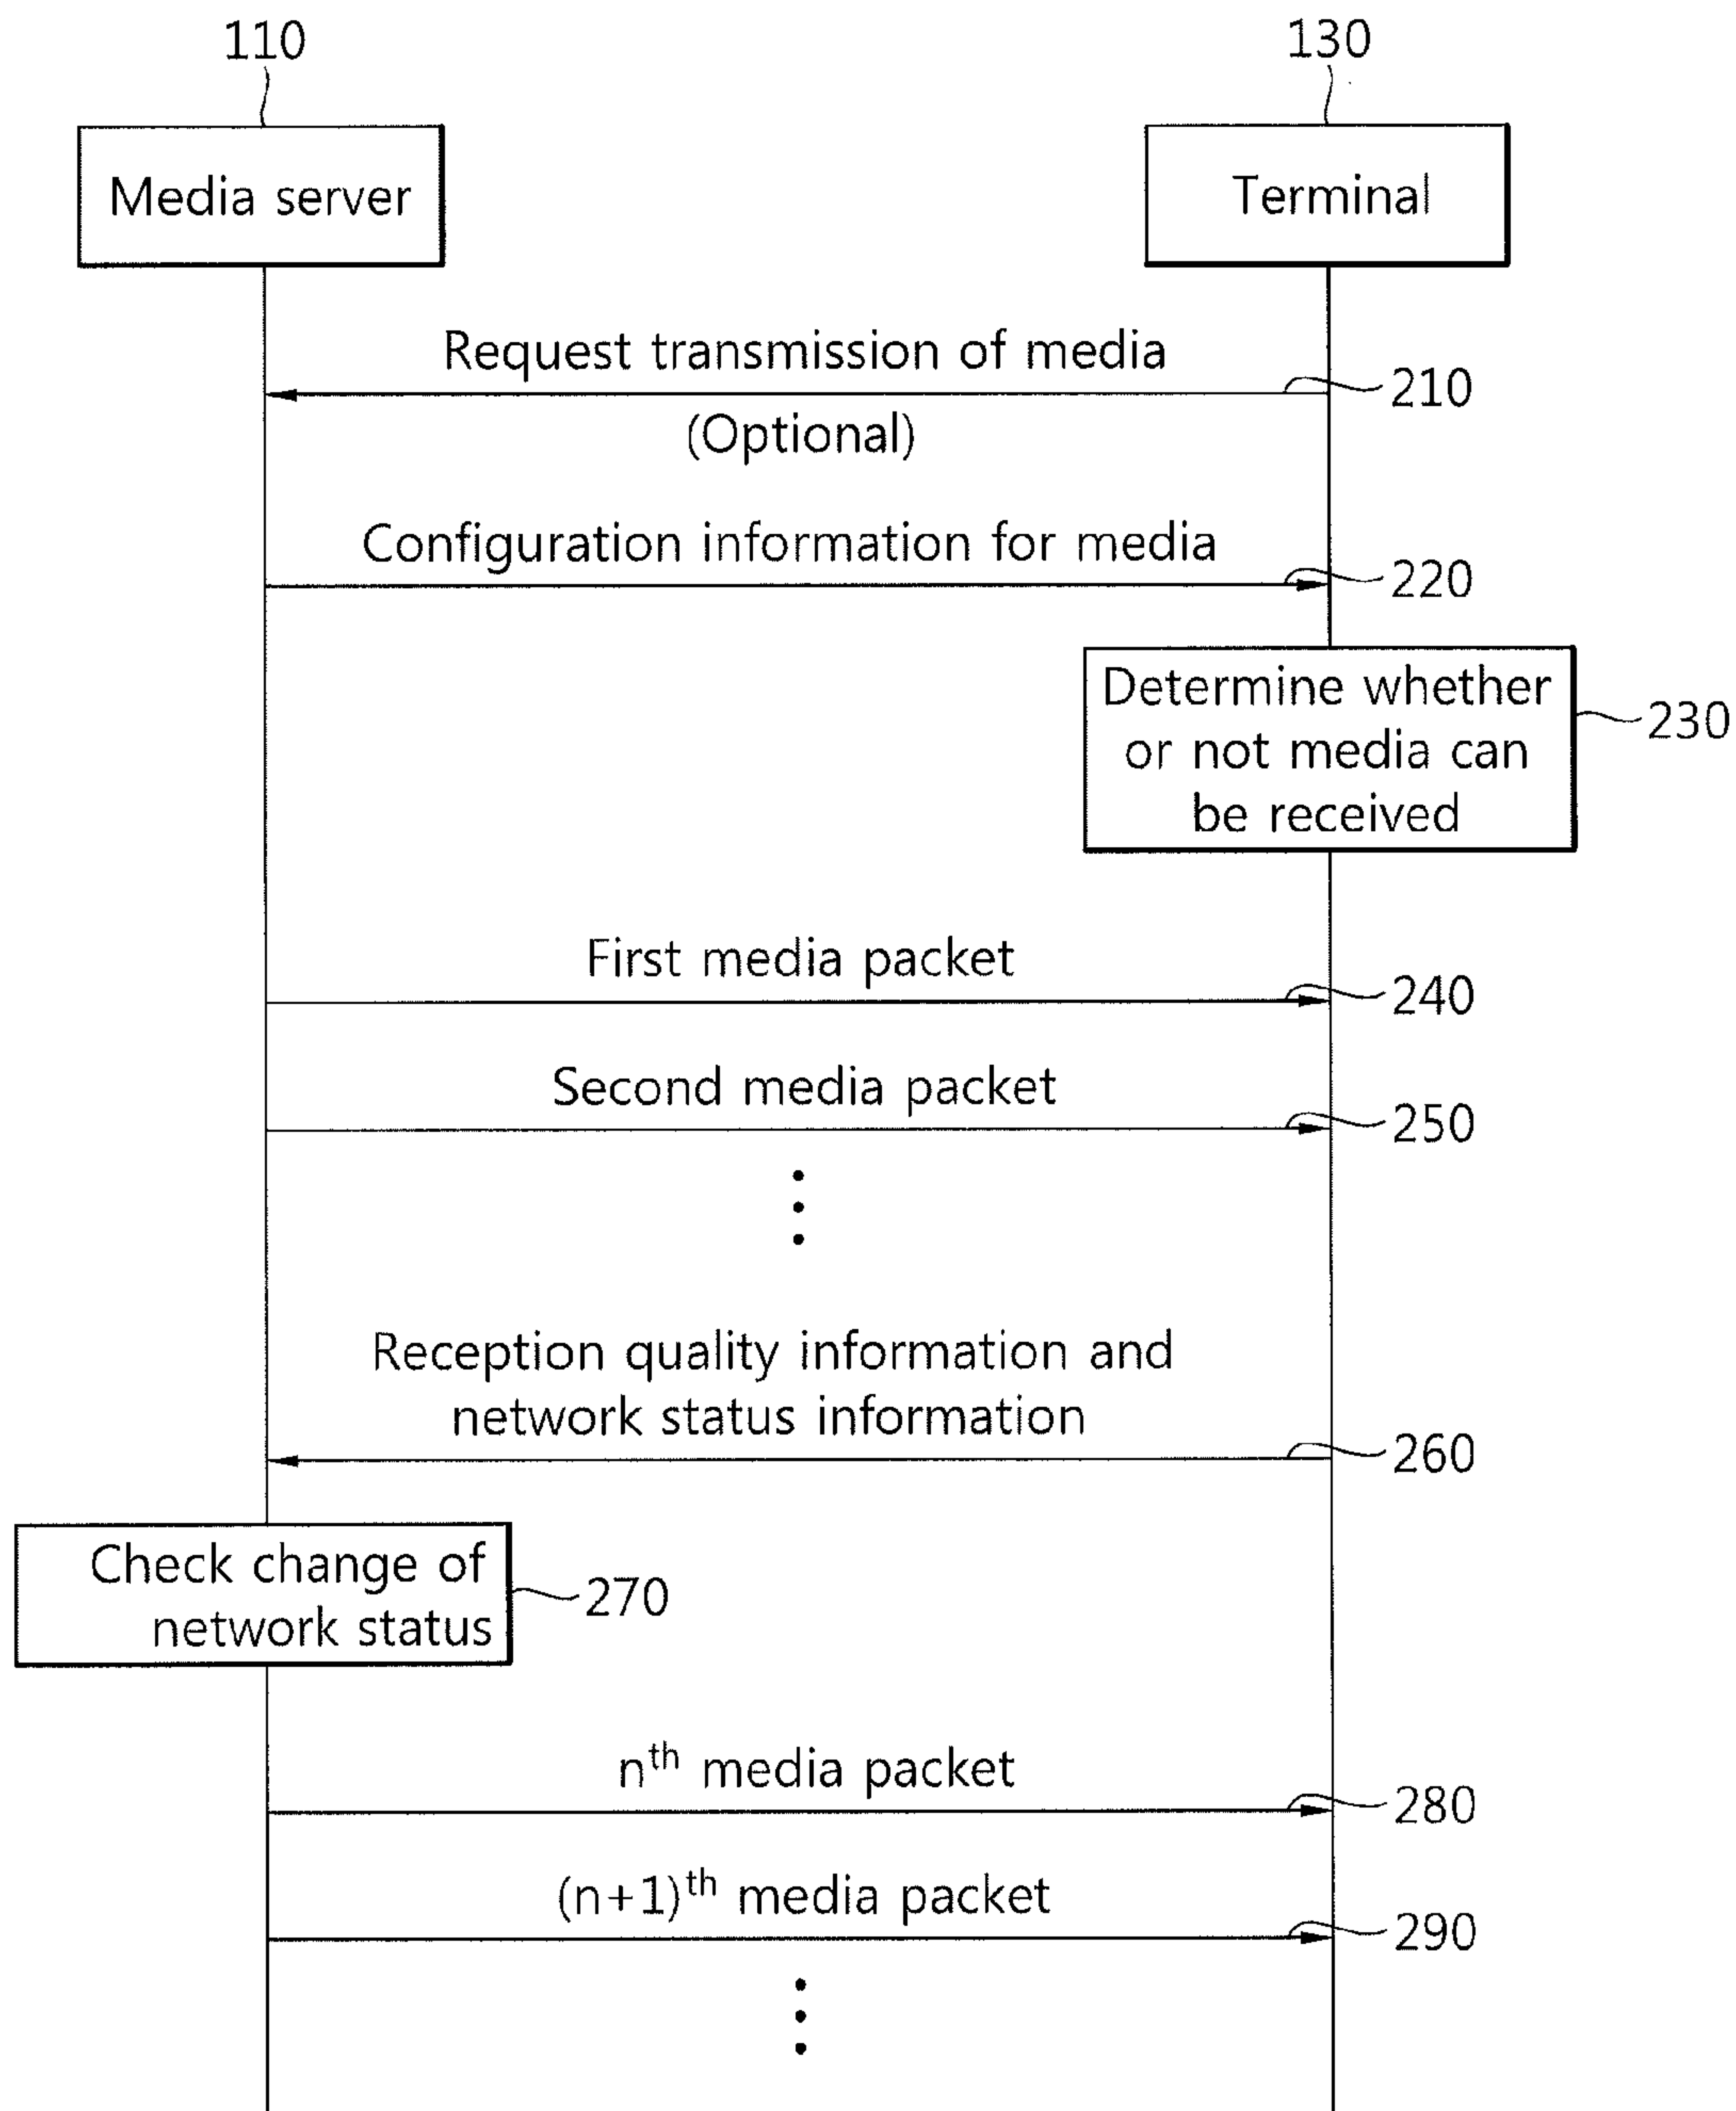 110
130
Media server
Terminal
Request transmission of media
210
(Optional)
Configuration information for media
220
Determine whether
or not media can
be received
230
First media packet
240
Second media packet
250
Reception quality information and
network status information
260
Check change of
network status
270
nth media packet
280
(n+1)th media packet
290